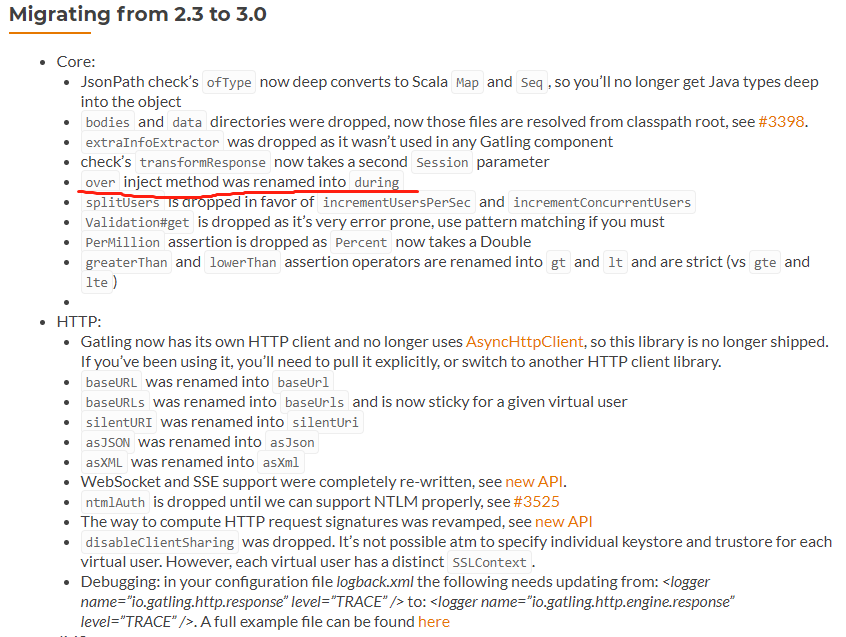 Migrating from 2.3 to 3.0
Core:
JsonPath check’s ofType now deep converts to Scala Map and Seq, so you’ll no longer get Java types deep
into the object
bodies and data directories were dropped, now those files are resolved from classpath root, see #3398.
extraInfoExtractor was dropped as it wasn’t used in any Gatling component
check’s transformResponse now takes a second Session parameter
over inject method was renamed into during
splitUsers is dropped in favor of incrementUsersPerSec and incrementConcurrentUsers
Validation#get is dropped as it’s very error prone, use pattern matching if you must
PerMillion assertion is dropped as Percent now takes a Double
greaterThan and lowerThan assertion operators are renamed into gt and lt and are strict (vs gte and
lte)
HTTP:
Gatling now has its own HTTP client and no longer uses AsyncHttpClient, so this library is no longer shipped.
If you’ve been using it, you’ll need to pull it explicitly, or switch to another HTTP client library.
baseURL was renamed into baseUrl
baseURLs was renamed into baseUrls and is now sticky for a given virtual user
silentURI was renamed into silentUri
asJSON was renamed into asJson
asXML was renamed into asXml
WebSocket and SSE support were completely re-written, see new API.
ntmlAuth is dropped until we can support NTLM properly, see #3525
The way to compute HTTP request signatures was revamped, see new API
disableClientSharing was dropped. It’s not possible atm to specify individual keystore and trustore for each
virtual user. However, each virtual user has a distinct SSLContext.
Debugging: in your configuration file logback.xml the following needs updating from: <logger
name=”io.gatling.http.response” level=”TRACE” /> to: <logger name=”io.gatling.http.engine.response”
level=”TRACE” />. A full example file can be found here